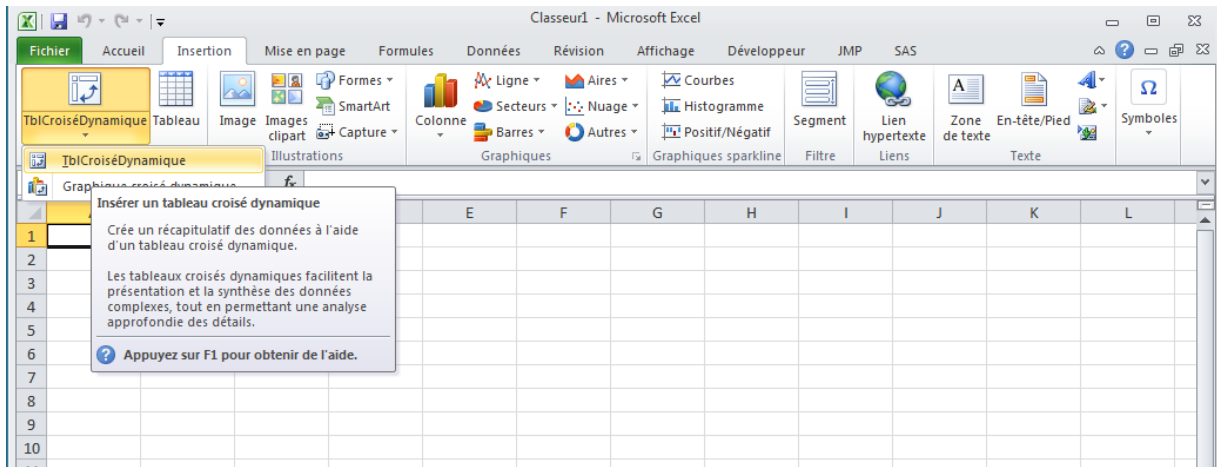 Classeur1 - Microsoft Excel
Fichier Accueil Insertion Mise en page Formules Données Révision Affichage Développeur JMP SAS
TblCroiséDynamique Tableau Image Images clipart Formes SmartArt Capture
Colonne Ligne Secteurs Barres Aires Nuage Autres
Courbes Histogramme Positif/Négatif
Segment Lien hypertexte Zone de texte En-tête/Pied Symboles
Illustrations Graphiques Graphiques sparkline Filtre Liens Texte
TblCroiséDynamique
Graphique croisé dynamique
fx
Insérer un tableau croisé dynamique
Crée un récapitulatif des données à l'aide
d'un tableau croisé dynamique.
Les tableaux croisés dynamiques facilitent la
présentation et la synthèse des données
complexes, tout en permettant une analyse
approfondie des détails.
Appuyez sur F1 pour obtenir de l'aide.
E F G H I J K L
1
2
3
4
5
6
7
8
9
10